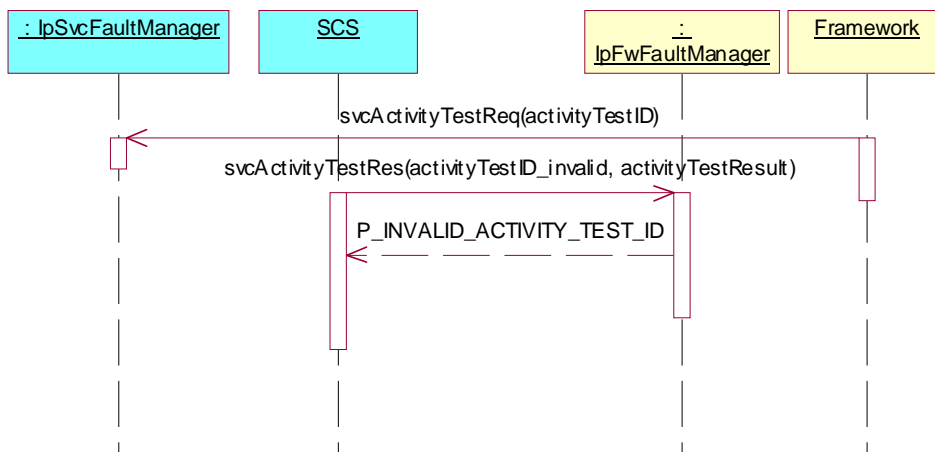 : IpSvcFaultManager
SCS
:
IpFwFaultManager
Framework
svcActivityTestReq(activityTestID)
svcActivityTestRes(activityTestID_invalid, activityTestResult)
P_INVALID_ACTIVITY_TEST_ID